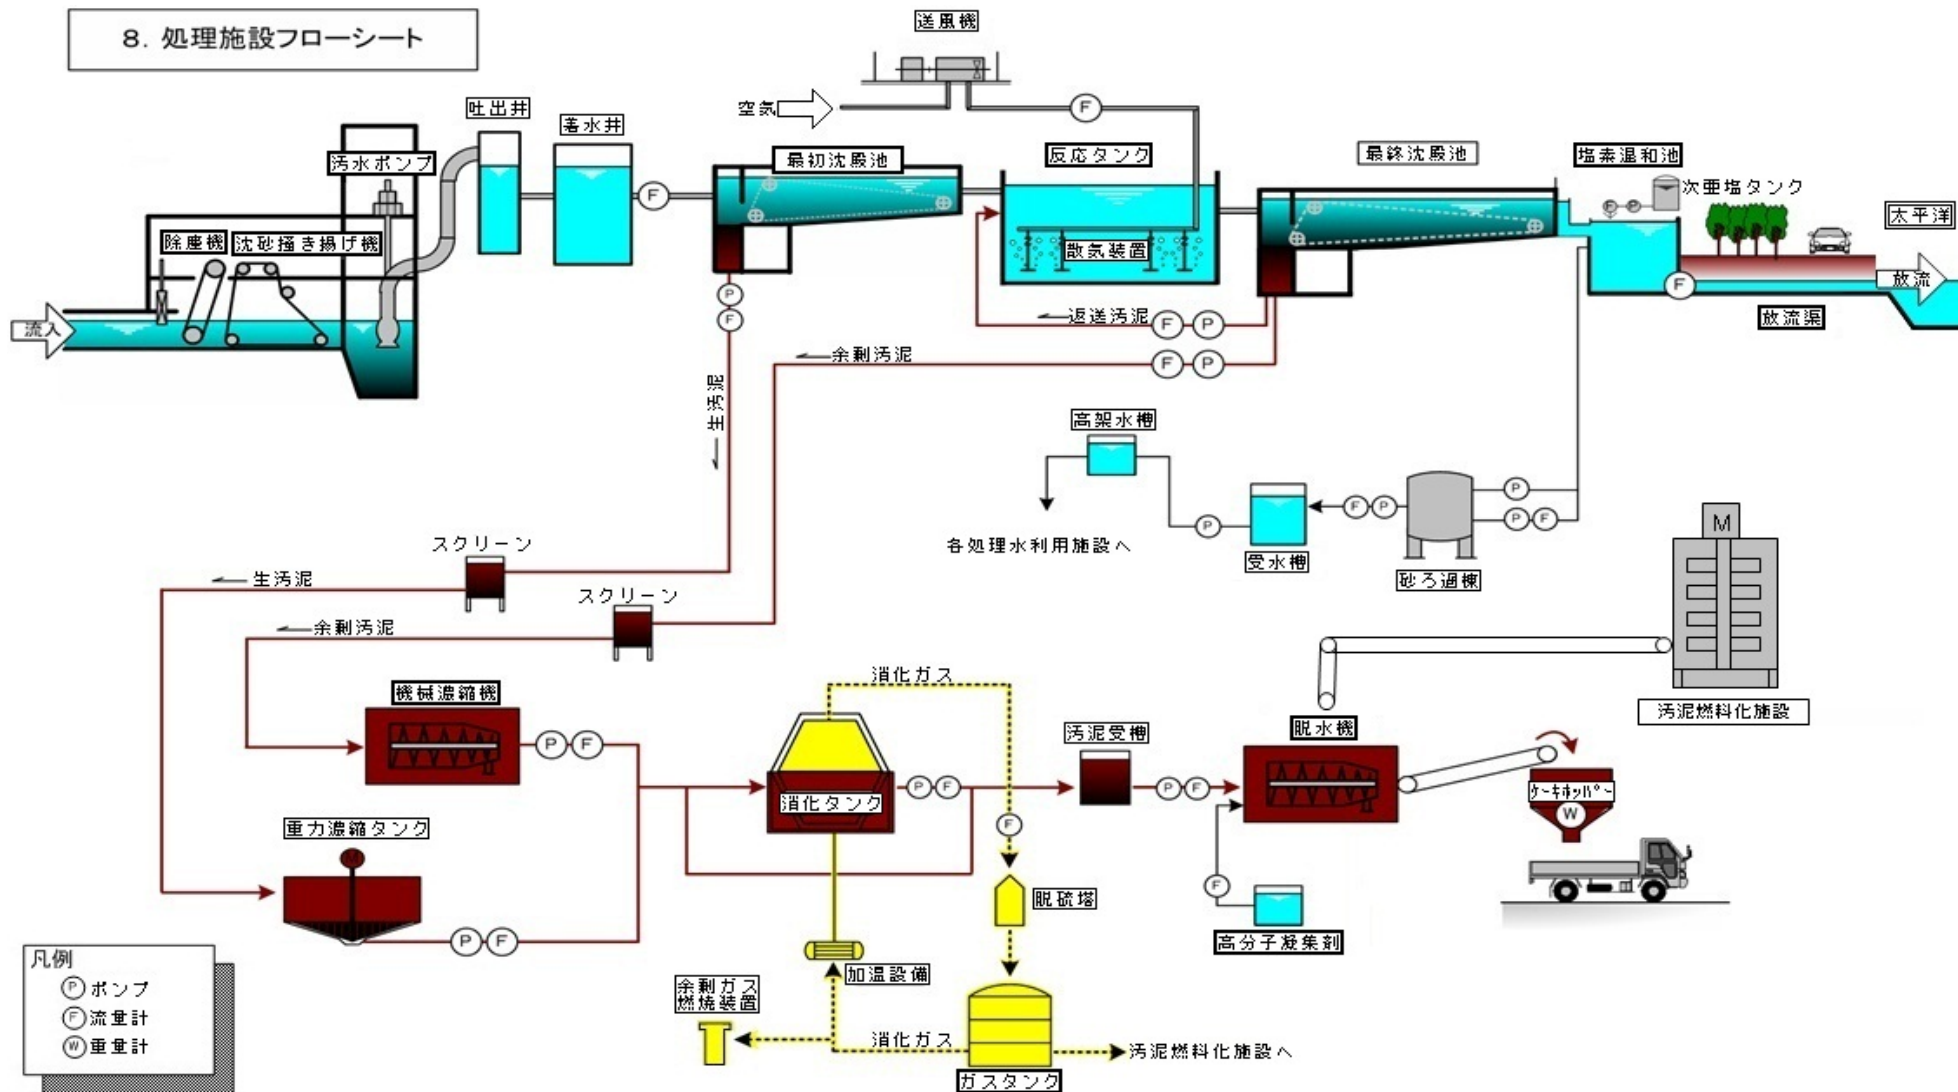 8. 処理施設フローシート
送風機
空気
F
吐出井
着水井
汚水ポンプ
最初沈殿池
反応タンク
最終沈殿池
塩素混和池
次亜塩タンク
太平洋
F
F
P
除塵機
沈砂掻き揚げ機
散気装置
流入
放流
F
放流渠
P
F
返送汚泥
F
P
余剰汚泥
F
P
生汚泥
高架水槽
各処理水利用施設へ
P
受水槽
F
P
砂ろ過棟
P
P
F
M
汚泥燃料化施設
スクリーン
生汚泥
スクリーン
余剰汚泥
機械濃縮機
P
F
消化ガス
消化タンク
P
F
汚泥受槽
P
F
脱水機
ケーキホッパー
W
重力濃縮タンク
M
P
F
F
脱硫塔
F
高分子凝集剤
加温設備
余剰ガス
燃焼装置
消化ガス
ガスタンク
汚泥燃料化施設へ
凡例
P ポンプ
F 流量計
W 重量計